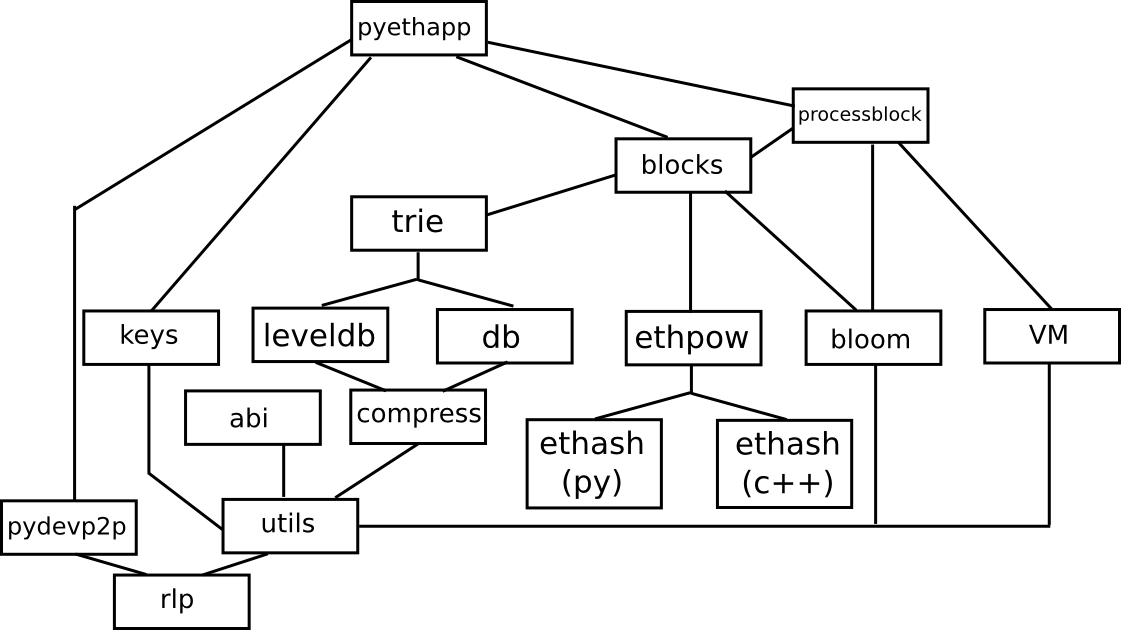 pyethapp
processblock
blocks
trie
keys
leveldb
db
ethpow
bloom
VM
abi
compress
ethash
(py)
ethash
(c++)
pydevp2p
utils
rlp